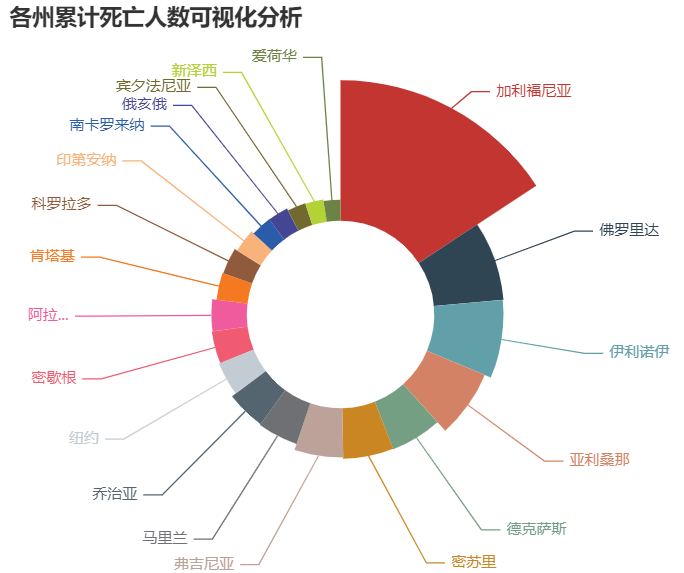 各州累计死亡人数可视化分析
加利福尼亚
佛罗里达
伊利诺伊
亚利桑那
德克萨斯
密苏里
弗吉尼亚
马里兰
乔治亚
纽约
密歇根
阿拉...
肯塔基
科罗拉多
印第安纳
南卡罗来纳
俄亥俄
宾夕法尼亚
新泽西
爱荷华